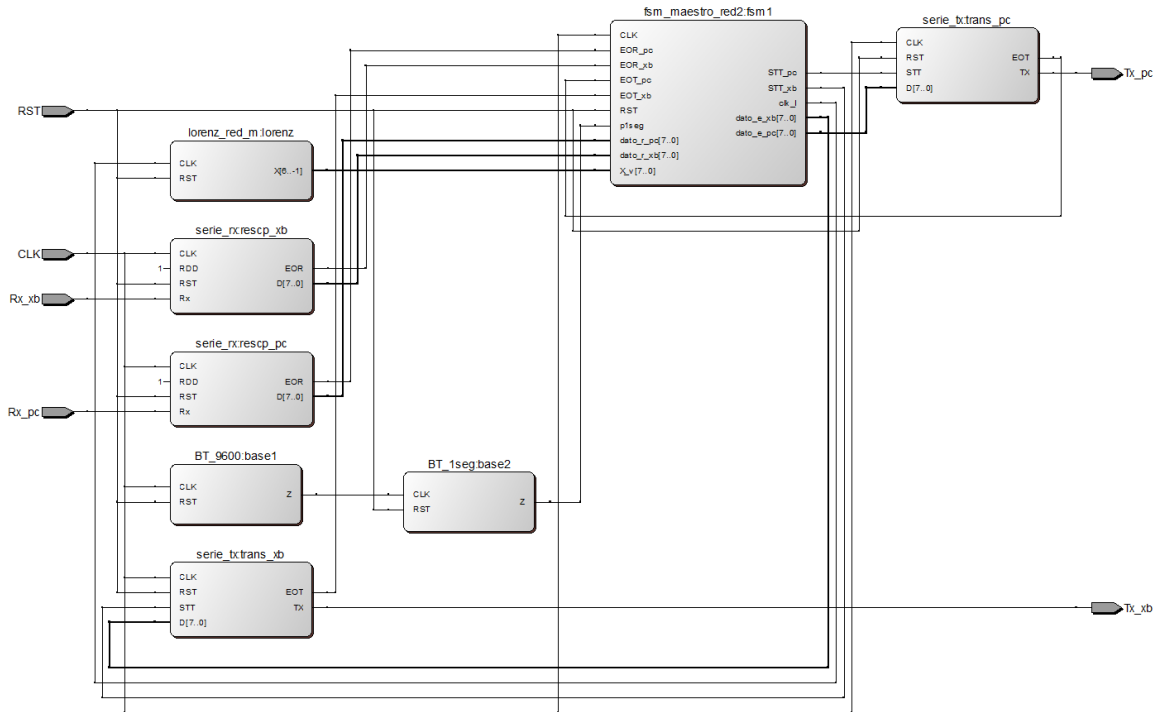 fsm_maestro_red2:fsm1
CLK
EOR_pc
EOR_xb
EOT_pc
EOT_xb
RST
p1seg
dato_r_pc[7..0]
dato_r_xb[7..0]
X_v[7..0]
STT_pc
STT_xb
clk_l
dato_e_xb[7..0]
dato_e_pc[7..0]
serie_tx:trans_pc
CLK
RST
STT
D[7..0]
EOT
TX
Tx_pc
RST
lorenz_red_m:lorenz
CLK
RST
X[6..-1]
CLK
Rx_xb
serie_rx:rescp_xb
CLK
1 RDD
RST
Rx
EOR
D[7..0]
Rx_pc
serie_rx:rescp_pc
CLK
1 RDD
RST
Rx
EOR
D[7..0]
BT_9600:base1
CLK
RST
Z
BT_1seg:base2
CLK
RST
Z
serie_tx:trans_xb
CLK
RST
STT
D[7..0]
EOT
TX
Tx_xb